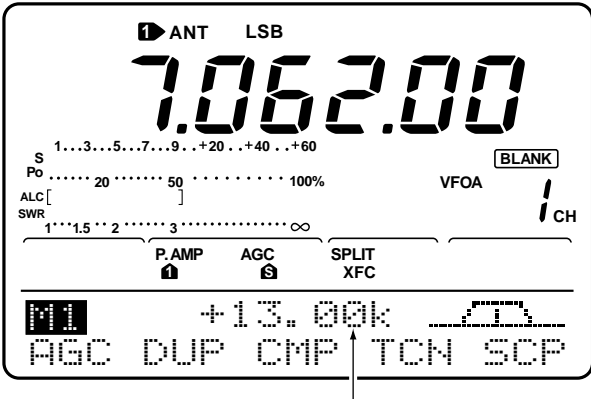 1 ANT LSB
7.062.00
S 1...3...5...7...9..+20..+40..+60
BLANK
Po ...... 20 ...... 50 .......... 100%
VFOA
ALC [ ]
1 CH
SWR 1...1.5..2......3..............∞
P.AMP AGC SPLIT
1 S XFC
M1 +13.00k
AGC DUP CMP TCN SCP